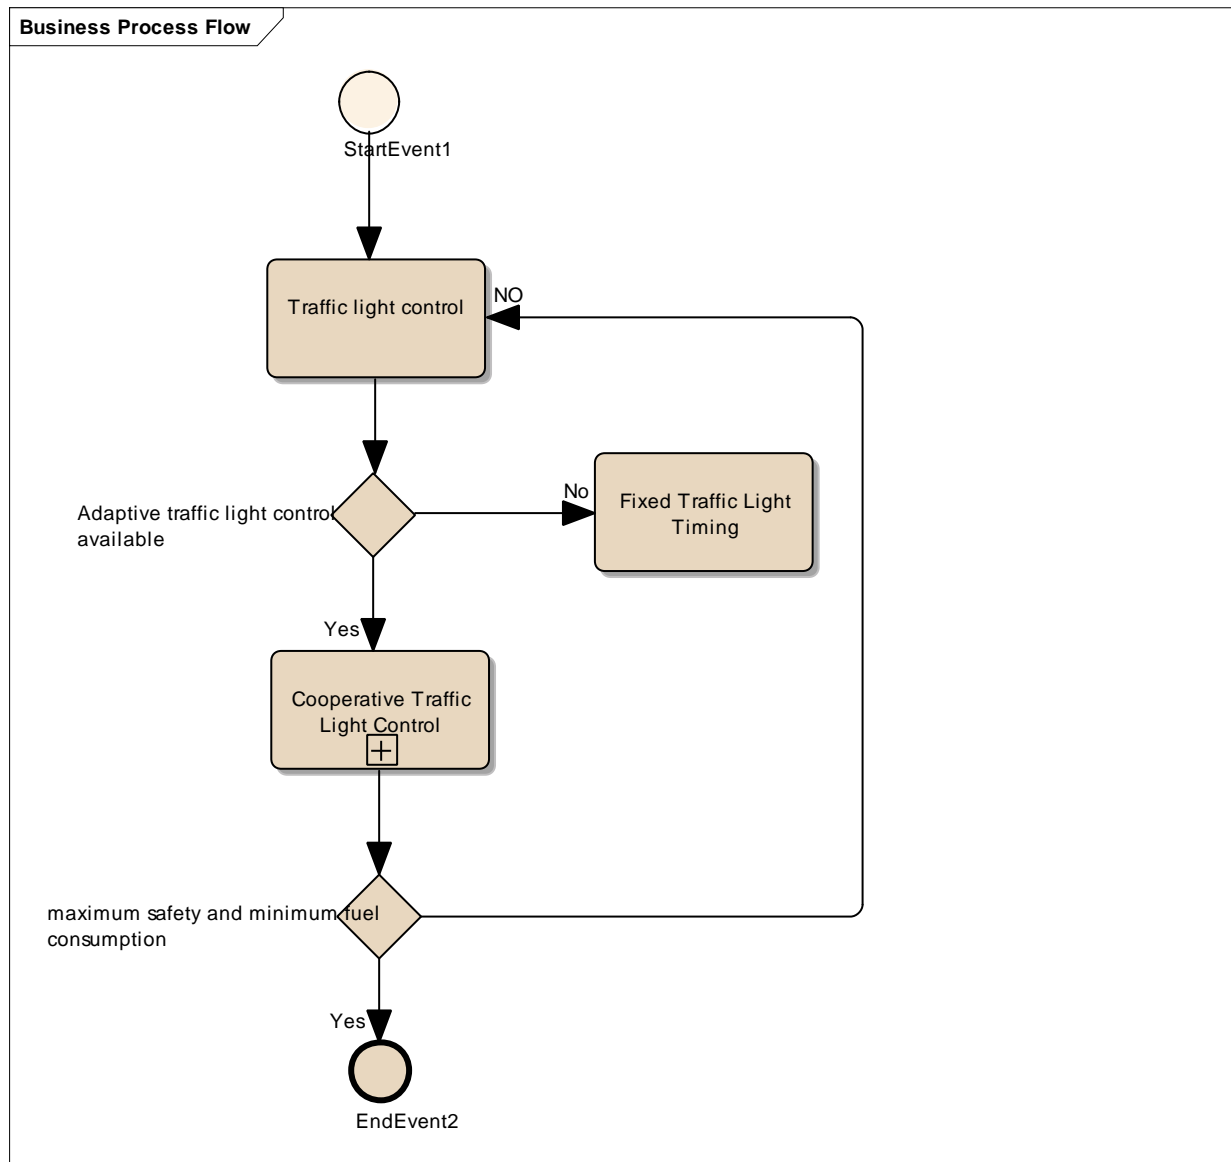 Business Process Flow
StartEvent1
Traffic light control
NO
Adaptive traffic light control
available
No
Fixed Traffic Light
Timing
Yes
Cooperative Traffic
Light Control
maximum safety and minimum fuel
consumption
Yes
EndEvent2